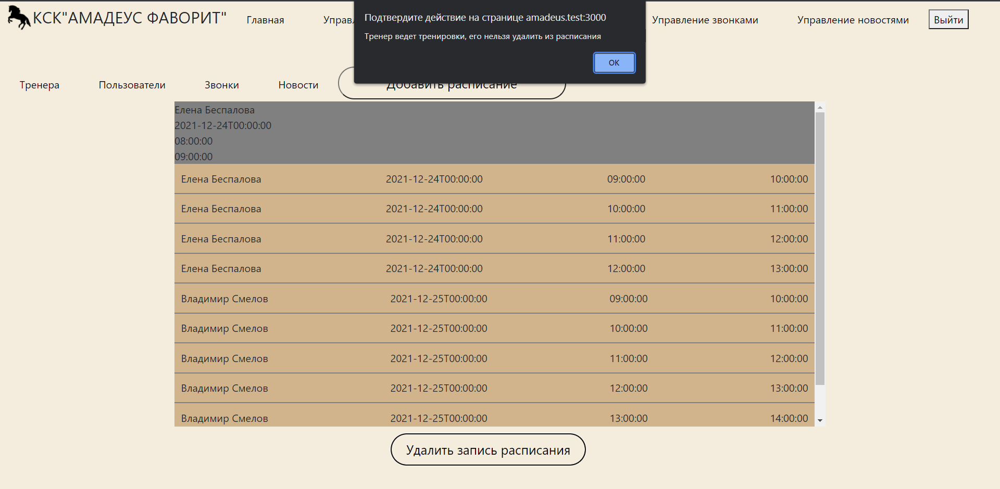 КСК"АМАДЕУС ФАВОРИТ"
Главная
Управл
Управление звонками
Управление новостями
Выйти
Подтвердите действие на странице amadeus.test:3000
Тренер ведет тренировки, его нельзя удалить из расписания
ОК
Тренера
Пользователи
Звонки
Новости
Добавить расписание
Елена Беспалова
2021-12-24T00:00:00
08:00:00
09:00:00
Елена Беспалова 2021-12-24T00:00:00 09:00:00 10:00:00
Елена Беспалова 2021-12-24T00:00:00 10:00:00 11:00:00
Елена Беспалова 2021-12-24T00:00:00 11:00:00 12:00:00
Елена Беспалова 2021-12-24T00:00:00 12:00:00 13:00:00
Владимир Смелов 2021-12-25T00:00:00 09:00:00 10:00:00
Владимир Смелов 2021-12-25T00:00:00 10:00:00 11:00:00
Владимир Смелов 2021-12-25T00:00:00 11:00:00 12:00:00
Владимир Смелов 2021-12-25T00:00:00 12:00:00 13:00:00
Владимир Смелов 2021-12-25T00:00:00 13:00:00 14:00:00
Удалить запись расписания